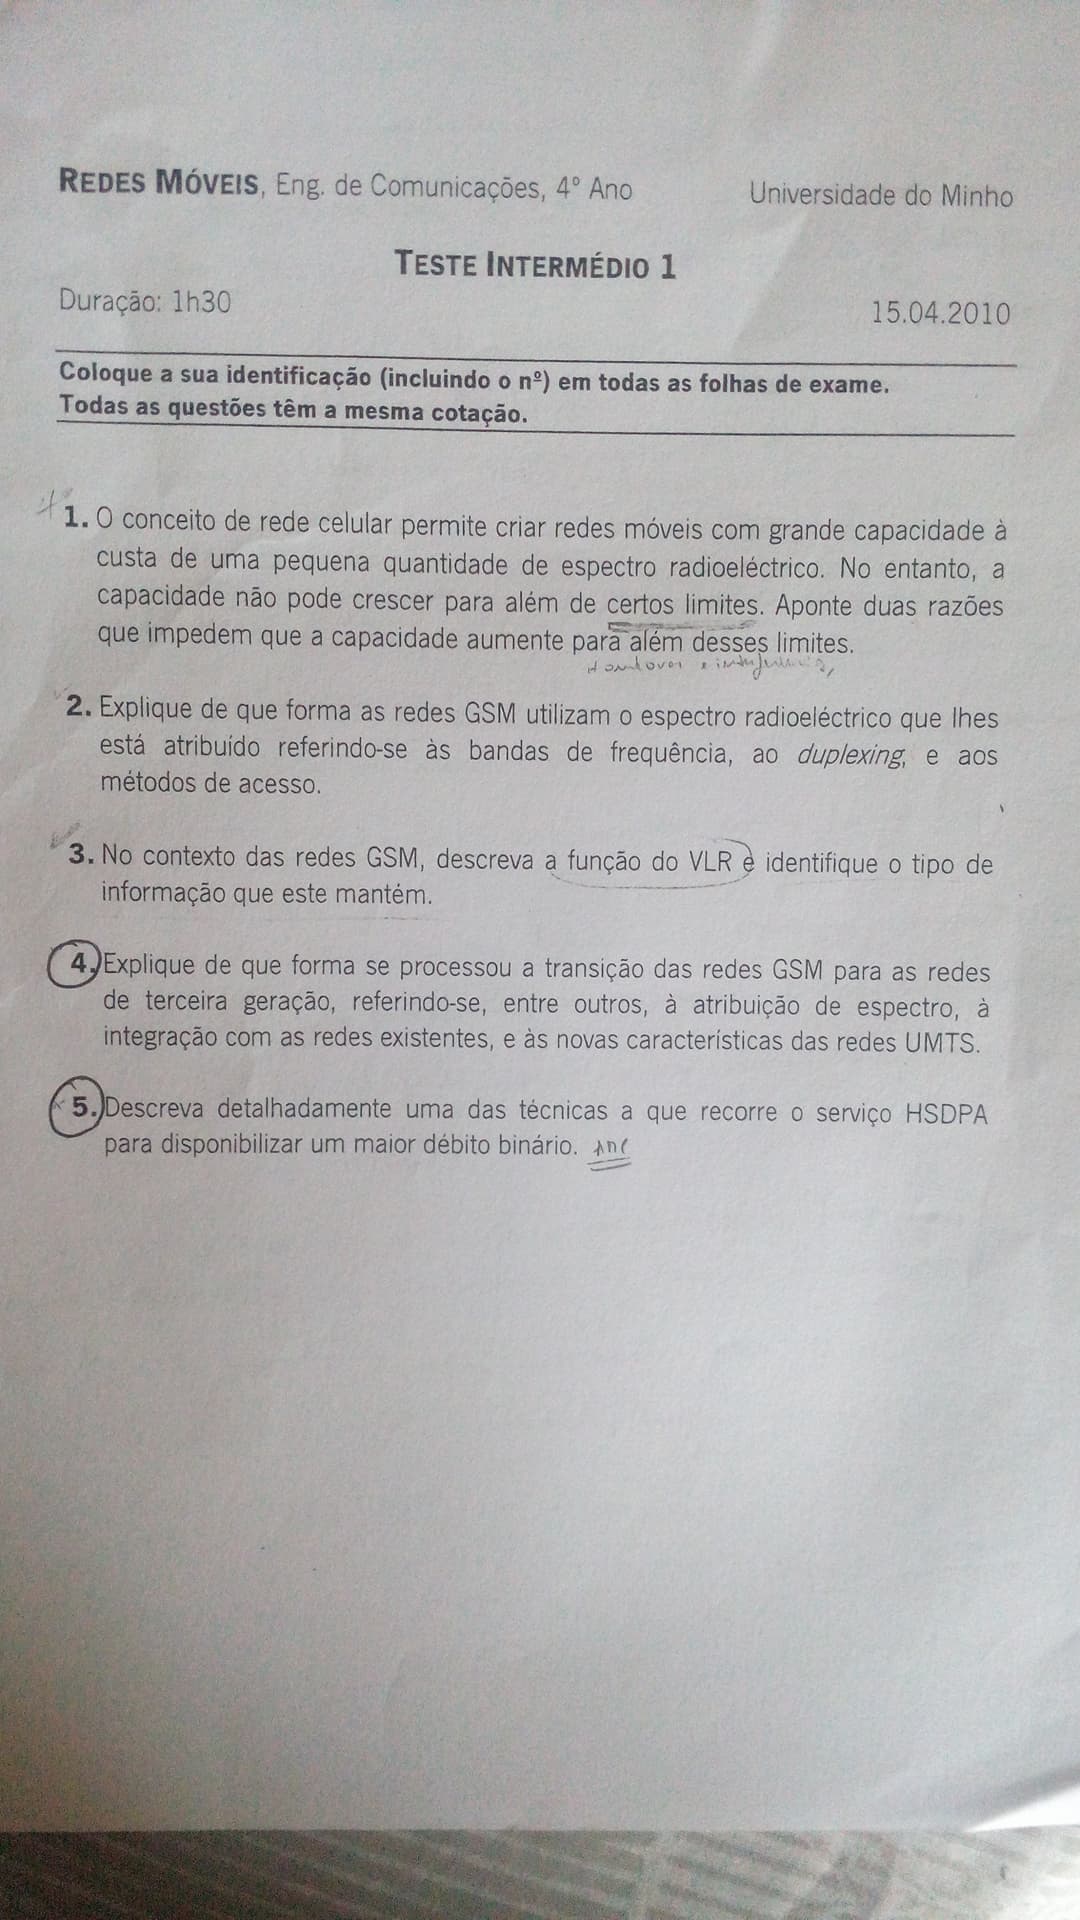 REDES MÓVEIS, Eng. de Comunicações, 4º Ano Universidade do Minho
TESTE INTERMÉDIO 1
Duração: 1h30 15.04.2010
Coloque a sua identificação (incluindo o nº) em todas as folhas de exame.
Todas as questões têm a mesma cotação.
1. O conceito de rede celular permite criar redes móveis com grande capacidade à
custa de uma pequena quantidade de espectro radioeléctrico. No entanto, a
capacidade não pode crescer para além de certos limites. Aponte duas razões
que impedem que a capacidade aumente para além desses limites.
Handover e
2. Explique de que forma as redes GSM utilizam o espectro radioeléctrico que lhes
está atribuído referindo-se às bandas de frequência, ao duplexing, e aos
métodos de acesso.
3. No contexto das redes GSM, descreva a função do VLR e identifique o tipo de
informação que este mantém.
4. Explique de que forma se processou a transição das redes GSM para as redes
de terceira geração, referindo-se, entre outros, à atribuição de espectro, à
integração com as redes existentes, e às novas características das redes UMTS.
5. Descreva detalhadamente uma das técnicas a que recorre o serviço HSDPA
para disponibilizar um maior débito binário.